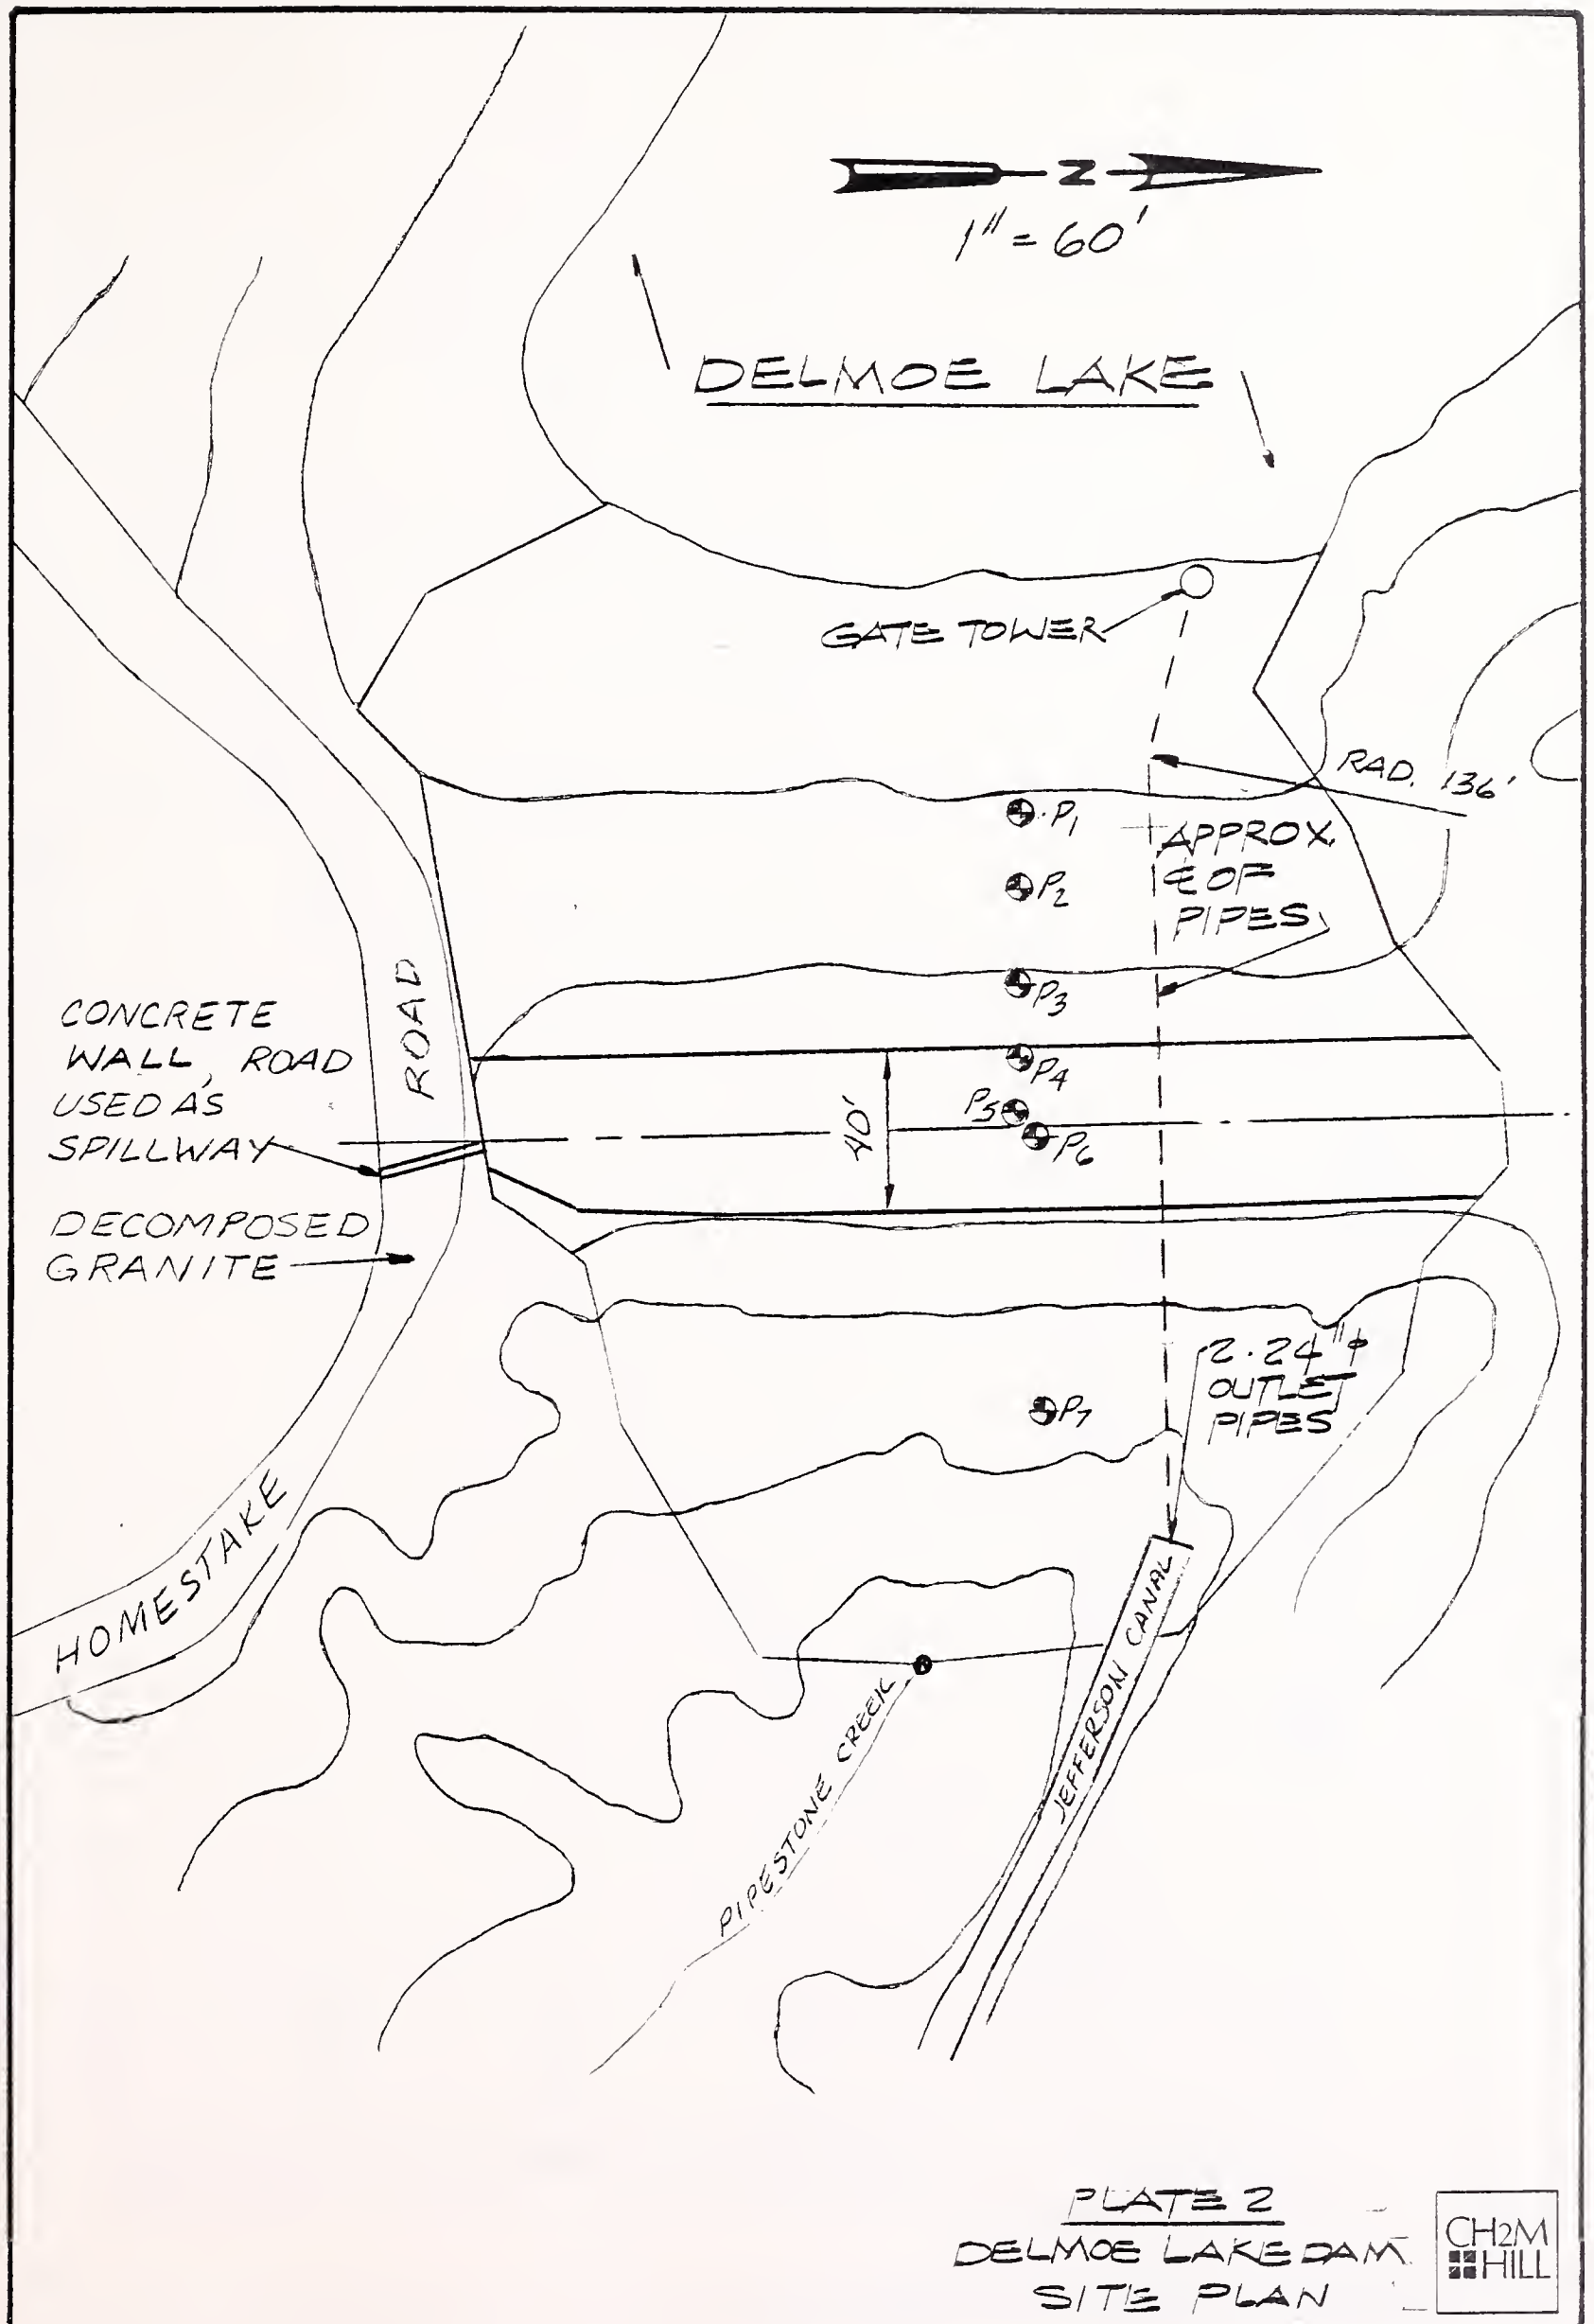 N
1" = 60'
DELMOE LAKE
GATE TOWER
RAD. 136'
P1
APPROX.
℄ OF
PIPES
P2
P3
ROAD
CONCRETE
WALL, ROAD
USED AS
SPILLWAY
P4
40'
P5
P6
DECOMPOSED
GRANITE
2-24"φ
OUTLET
PIPES
P7
HOMESTAKE
JEFFERSON CANAL
PIPESTONE CREEK
PLATE 2
DELMOE LAKE DAM
SITE PLAN
CH2M
HILL